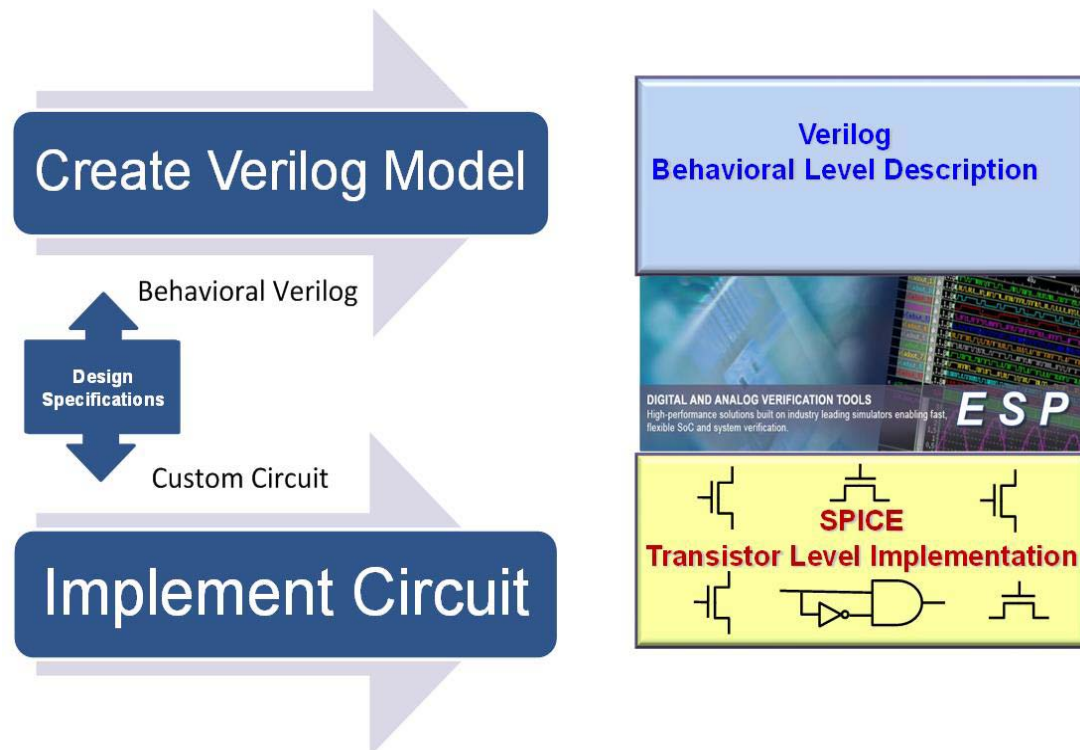 Create Verilog Model
Behavioral Verilog
Design
Specifications
Custom Circuit
Implement Circuit
Verilog
Behavioral Level Description
DIGITAL AND ANALOG VERIFICATION TOOLS
High-performance solutions built on industry leading simulators enabling fast,
flexible SoC and system verification.
ESP
SPICE
Transistor Level Implementation